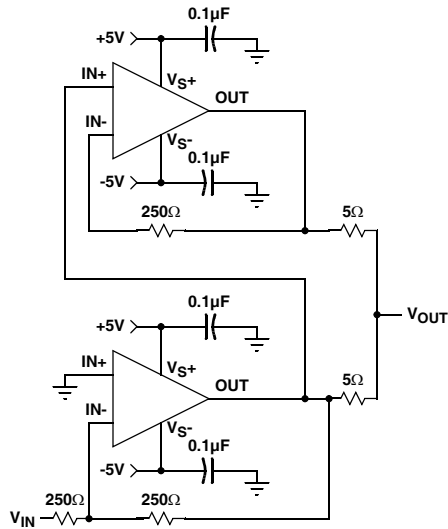 0.1µF
+5V
IN+
VS+
OUT
IN-
VS-
0.1µF
-5V
250Ω
5Ω
0.1µF
VOUT
+5V
IN+
VS+
5Ω
OUT
IN-
VS-
0.1µF
-5V
250Ω
250Ω
VIN